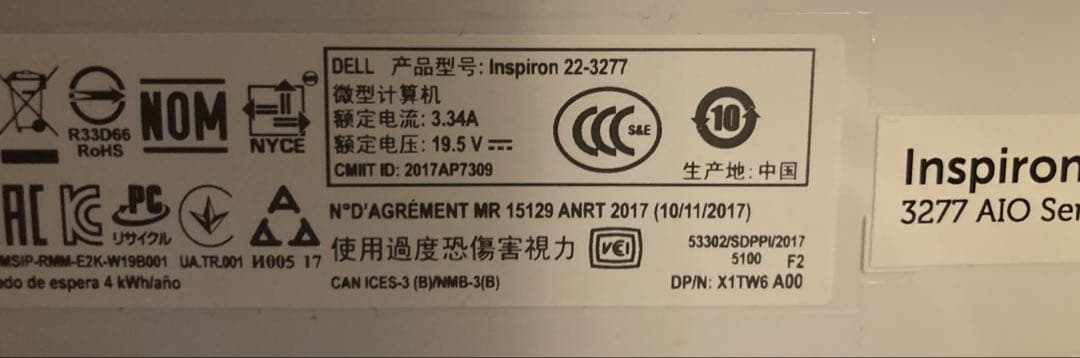 DELL 产品型号: Inspiron 22-3277
微型计算机
额定电流: 3.34A
额定电压: 19.5 V
CMIIT ID: 2017AP7309
CCC S&E
10
生产地: 中国
R33D66
RoHS
NOM
NYCE
EAC
PC
リサイクル
MSIP-RMM-E2K-W19B001
UA.TR.001
И005 17
do de espera 4 kWh/año
N°D'AGRÉMENT MR 15129 ANRT 2017 (10/11/2017)
使用過度恐傷害視力
VEI
53302/SDPPI/2017
5100 F2
CAN ICES-3 (B)/NMB-3(B)
DP/N: X1TW6 A00
Inspiron
3277 AIO Ser